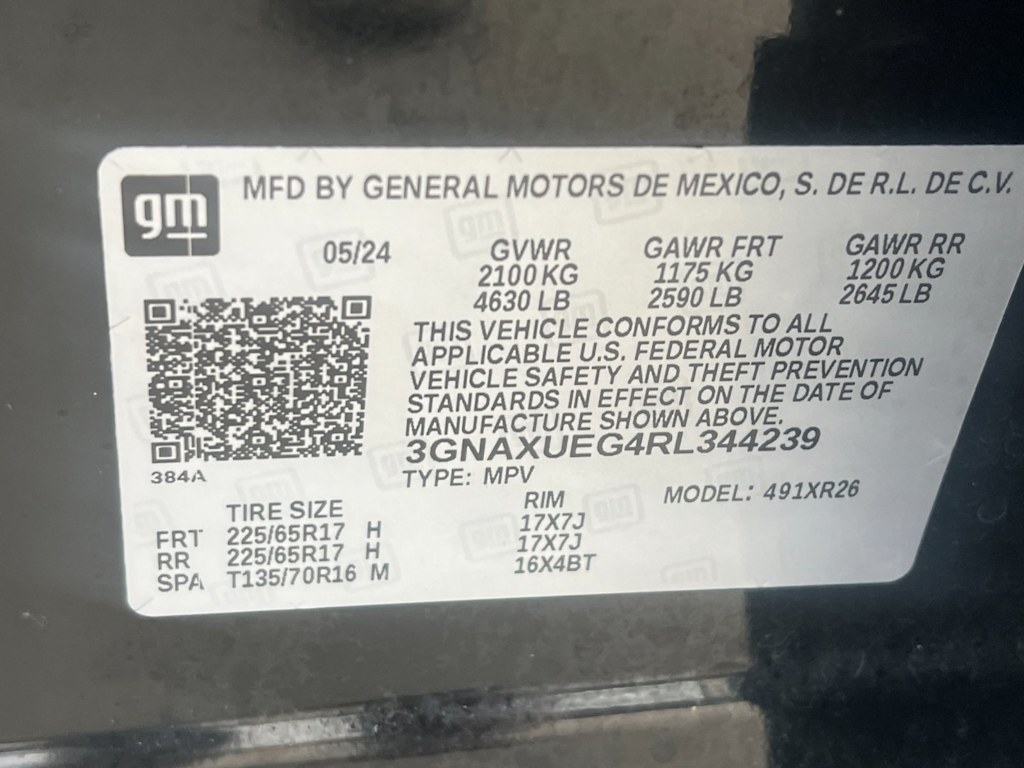 gm
MFD BY GENERAL MOTORS DE MEXICO, S. DE R.L. DE C.V.
05/24 GVWR GAWR FRT GAWR RR
2100 KG 1175 KG 1200 KG
4630 LB 2590 LB 2645 LB
THIS VEHICLE CONFORMS TO ALL
APPLICABLE U.S. FEDERAL MOTOR
VEHICLE SAFETY AND THEFT PREVENTION
STANDARDS IN EFFECT ON THE DATE OF
MANUFACTURE SHOWN ABOVE.
3GNAXUEG4RL344239
384A TYPE: MPV MODEL: 491XR26
TIRE SIZE RIM
FRT 225/65R17 H 17X7J
RR 225/65R17 H 17X7J
SPA T135/70R16 M 16X4BT